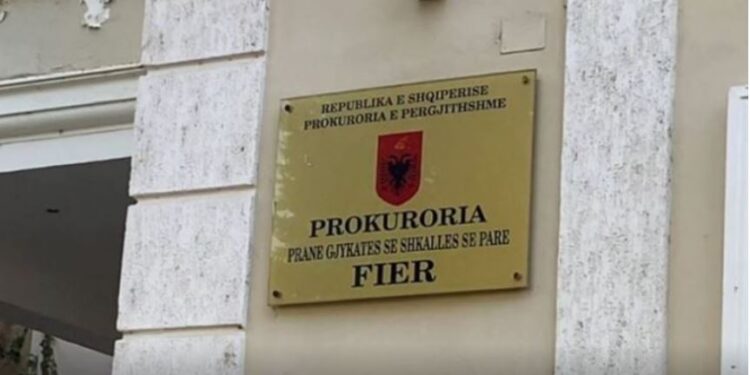 REPUBLIKA E SHQIPERISE
PROKURORIA E PERGJITHSHME
PROKURORIA
PRANE GJYKATES SE SHKALLES SE PARE
FIER